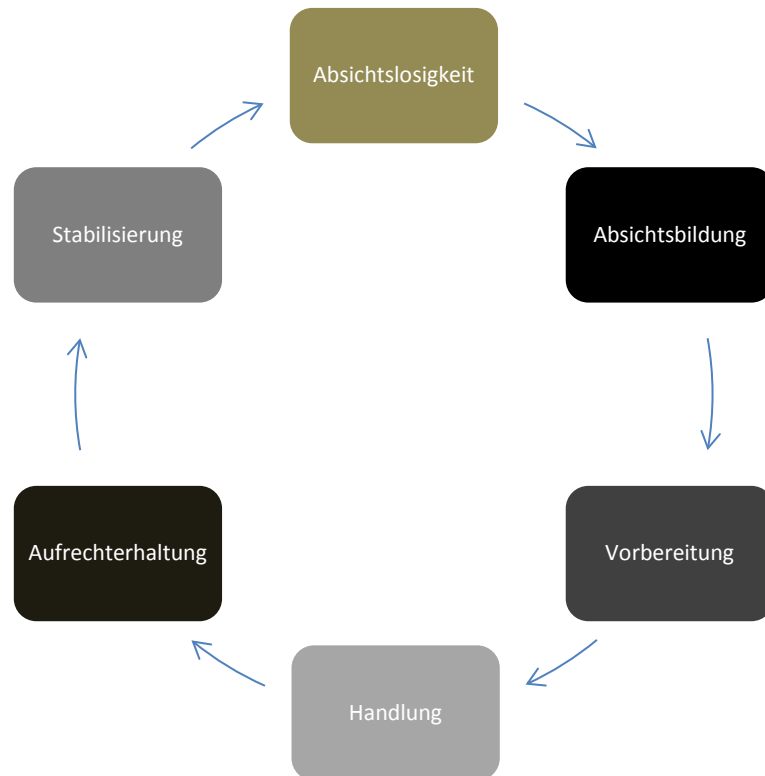 Absichtslosigkeit
Absichtsbildung
Vorbereitung
Handlung
Aufrechterhaltung
Stabilisierung